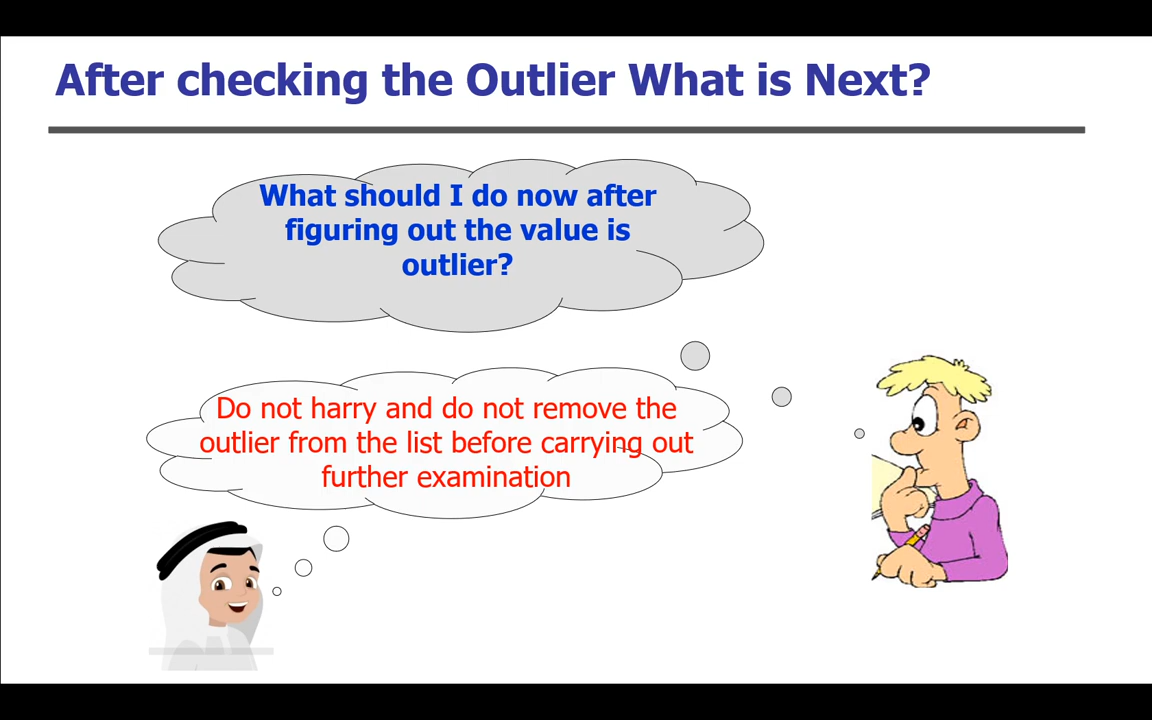 After checking the Outlier What is Next?
What should I do now after
figuring out the value is
outlier?
Do not harry and do not remove the
outlier from the list before carrying out
further examination